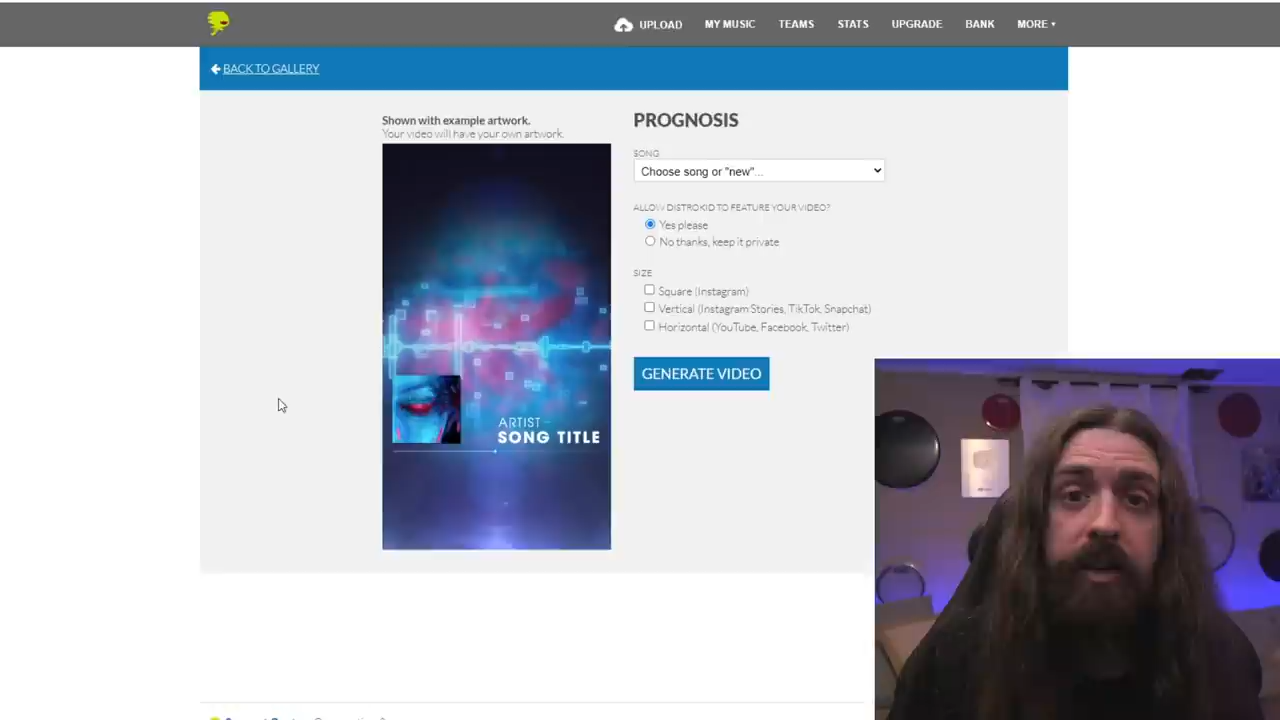 UPLOAD MY MUSIC TEAMS STATS UPGRADE BANK MORE
BACK TO GALLERY
Shown with example artwork.
Your video will have your own artwork.
ARTIST
SONG TITLE
PROGNOSIS
SONG
Choose song or "new"...
ALLOW DISTROKID TO FEATURE YOUR VIDEO?
Yes please
No thanks, keep it private
SIZE
Square (Instagram)
Vertical (Instagram Stories, TikTok, Snapchat)
Horizontal (YouTube, Facebook, Twitter)
GENERATE VIDEO